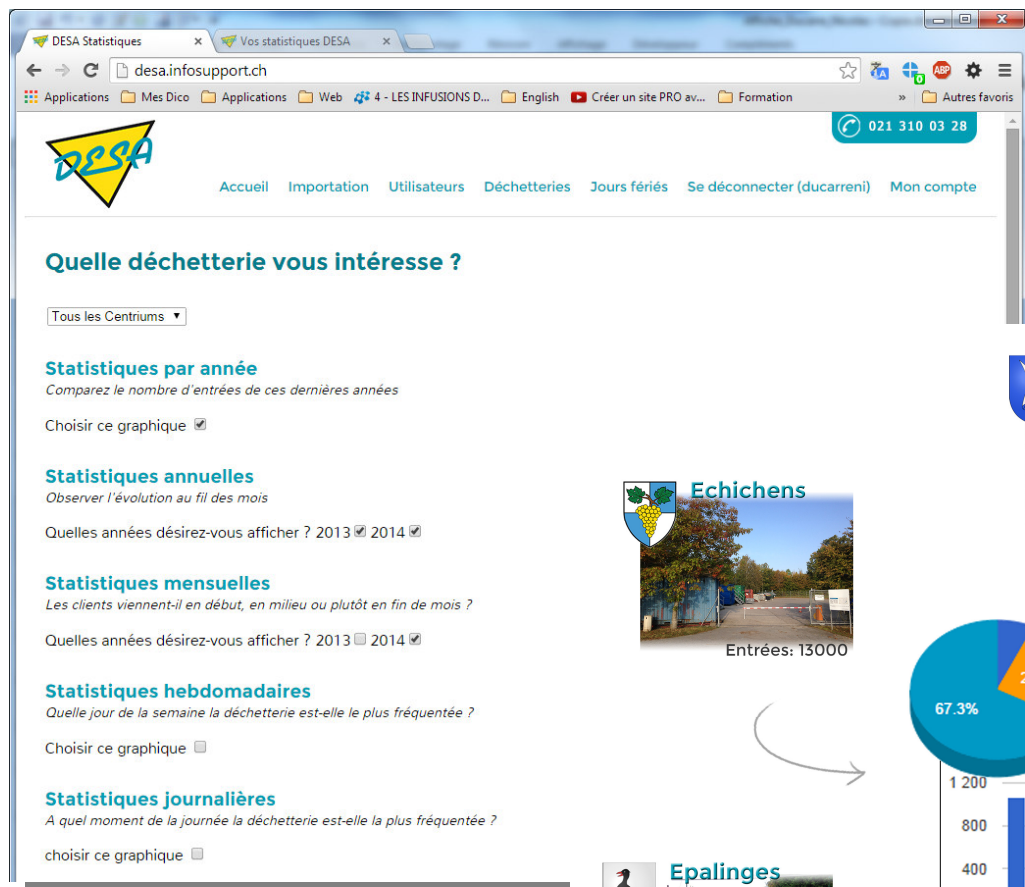 DESA Statistiques
Vos statistiques DESA
desa.infosupport.ch
Applications Mes Dico Applications Web 4 - LES INFUSIONS D... English Créer un site PRO av... Formation » Autres favoris
021 310 03 28
DESA
Accueil Importation Utilisateurs Déchetteries Jours fériés Se déconnecter (ducarreni) Mon compte
Quelle déchetterie vous intéresse ?
Tous les Centriums
Statistiques par année
Comparez le nombre d'entrées de ces dernières années
Choisir ce graphique
Statistiques annuelles
Observer l'évolution au fil des mois
Quelles années désirez-vous afficher ? 2013 2014
Statistiques mensuelles
Les clients viennent-il en début, en milieu ou plutôt en fin de mois ?
Quelles années désirez-vous afficher ? 2013 2014
Statistiques hebdomadaires
Quelle jour de la semaine la déchetterie est-elle le plus fréquentée ?
Choisir ce graphique
Statistiques journalières
A quel moment de la journée la déchetterie est-elle la plus fréquentée ?
choisir ce graphique
Echichens
Entrées: 13000
67.3%
1 200
800
400
Epalinges